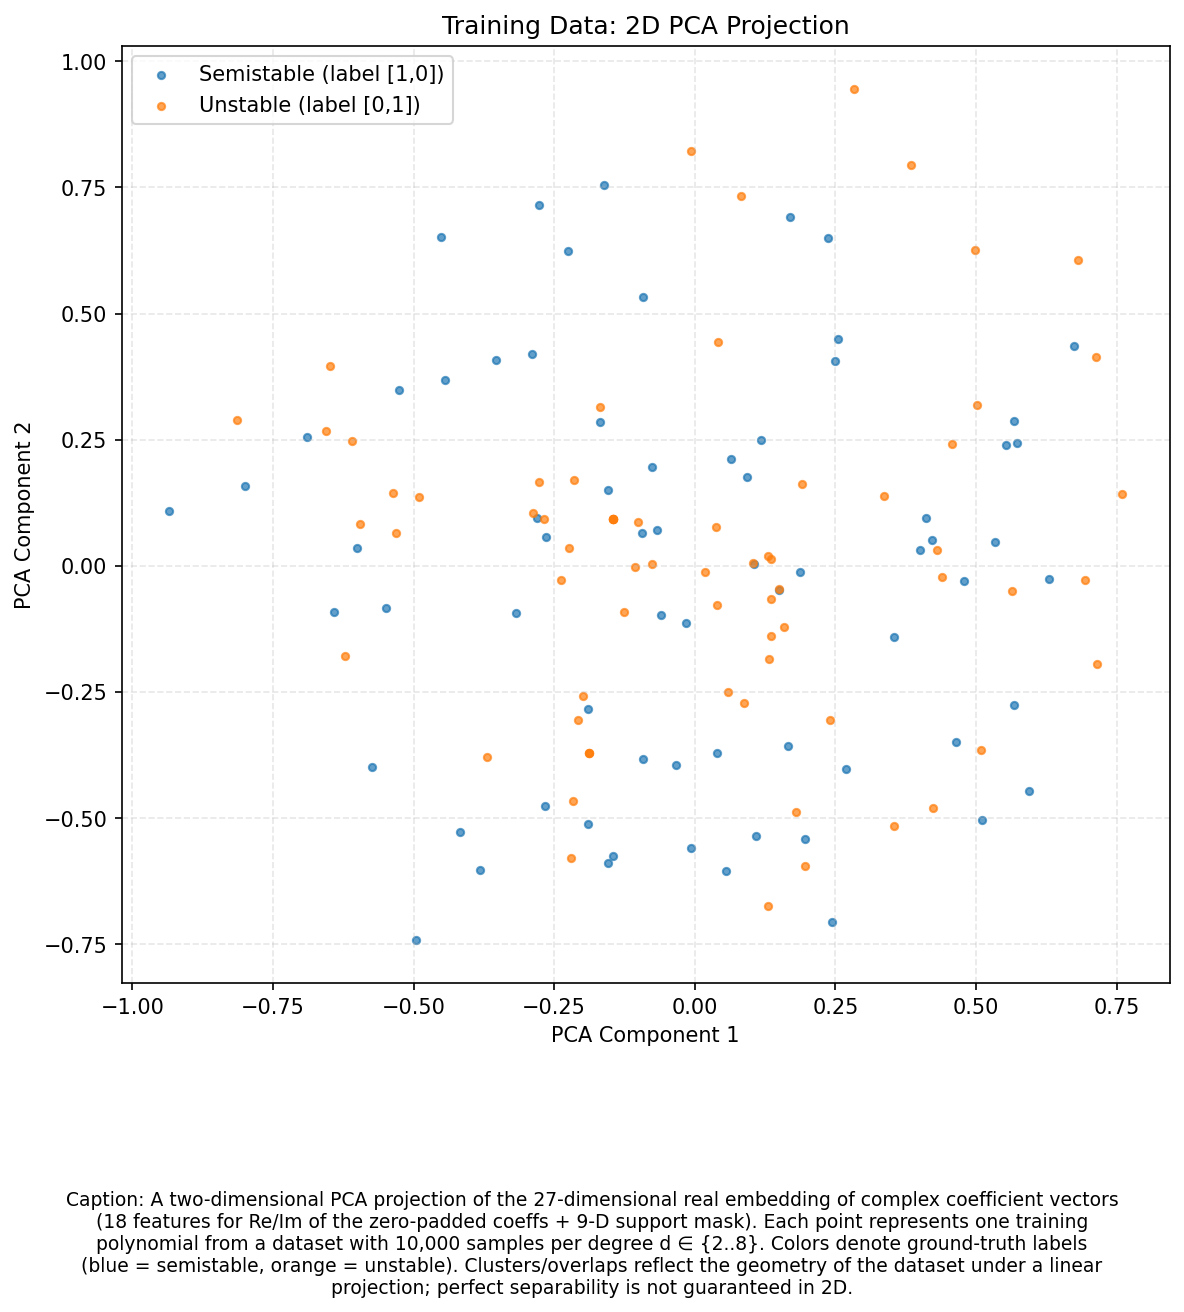 Training Data: 2D PCA Projection
Semistable (label [1,0])
Unstable (label [0,1])
1.00
0.75
0.50
0.25
0.00
−0.25
−0.50
−0.75
PCA Component 2
−1.00
−0.75
−0.50
−0.25
0.00
0.25
0.50
0.75
PCA Component 1
Caption: A two-dimensional PCA projection of the 27-dimensional real embedding of complex coefficient vectors
(18 features for Re/Im of the zero-padded coeffs + 9-D support mask). Each point represents one training
polynomial from a dataset with 10,000 samples per degree d ∈ {2..8}. Colors denote ground-truth labels
(blue = semistable, orange = unstable). Clusters/overlaps reflect the geometry of the dataset under a linear
projection; perfect separability is not guaranteed in 2D.